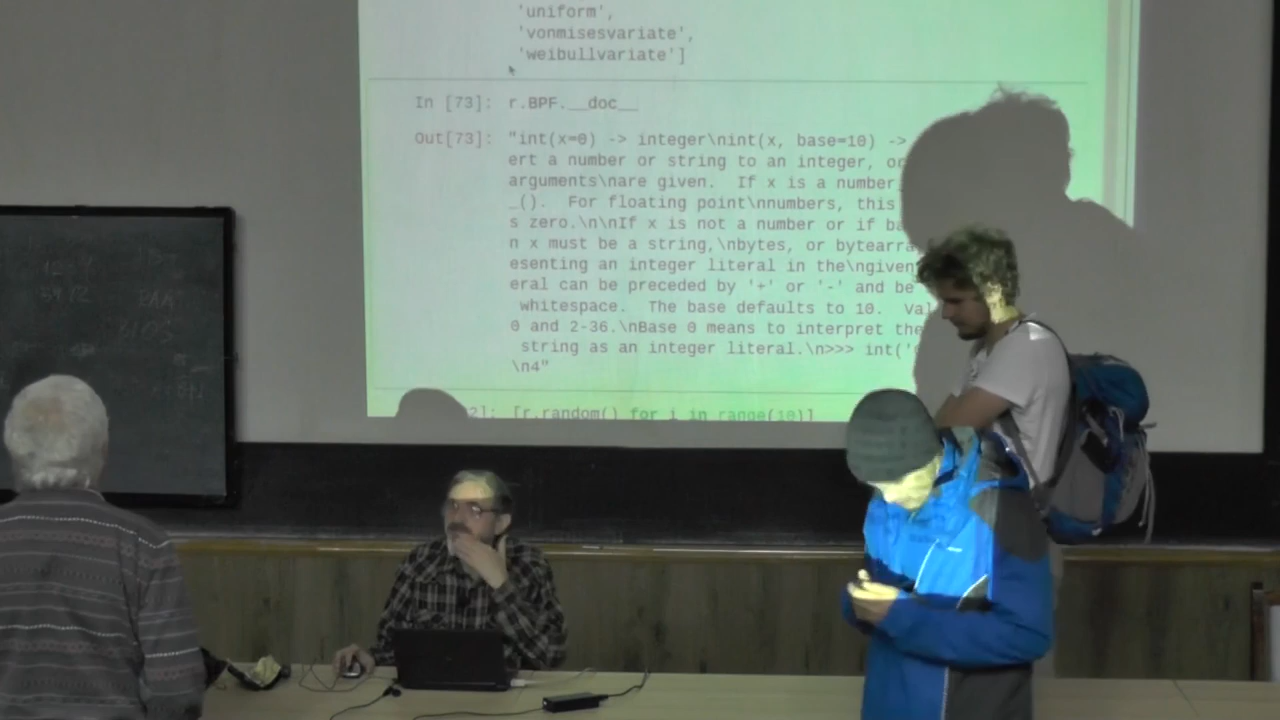 'uniform',
'vonmisesvariate',
'weibullvariate']
In [73]: r.BPF.__doc__
Out[73]: "int(x=0) -> integer\nint(x, base=10) ->
ert a number or string to an integer, or
arguments\nare given.  If x is a number,
_().  For floating point\nnumbers, this
s zero.\n\nIf x is not a number or if ba
n x must be a string,\nbytes, or bytearra
esenting an integer literal in the\ngiven
eral can be preceded by '+' or '-' and be
whitespace.  The base defaults to 10.  Val
0 and 2-36.\nBase 0 means to interpret the
string as an integer literal.\n>>> int('
\n4"
2]: [r.random() for i in range(10)]